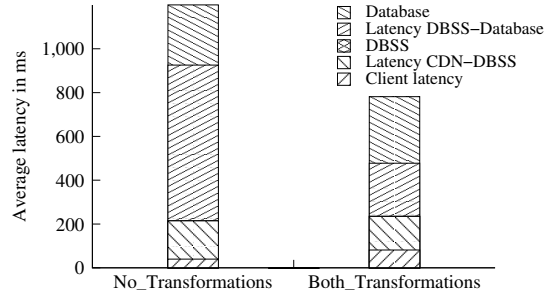 Average latency in ms
1,000
800
600
400
200
0
Database
Latency DBSS–Database
DBSS
Latency CDN–DBSS
Client latency
No_Transformations
Both_Transformations